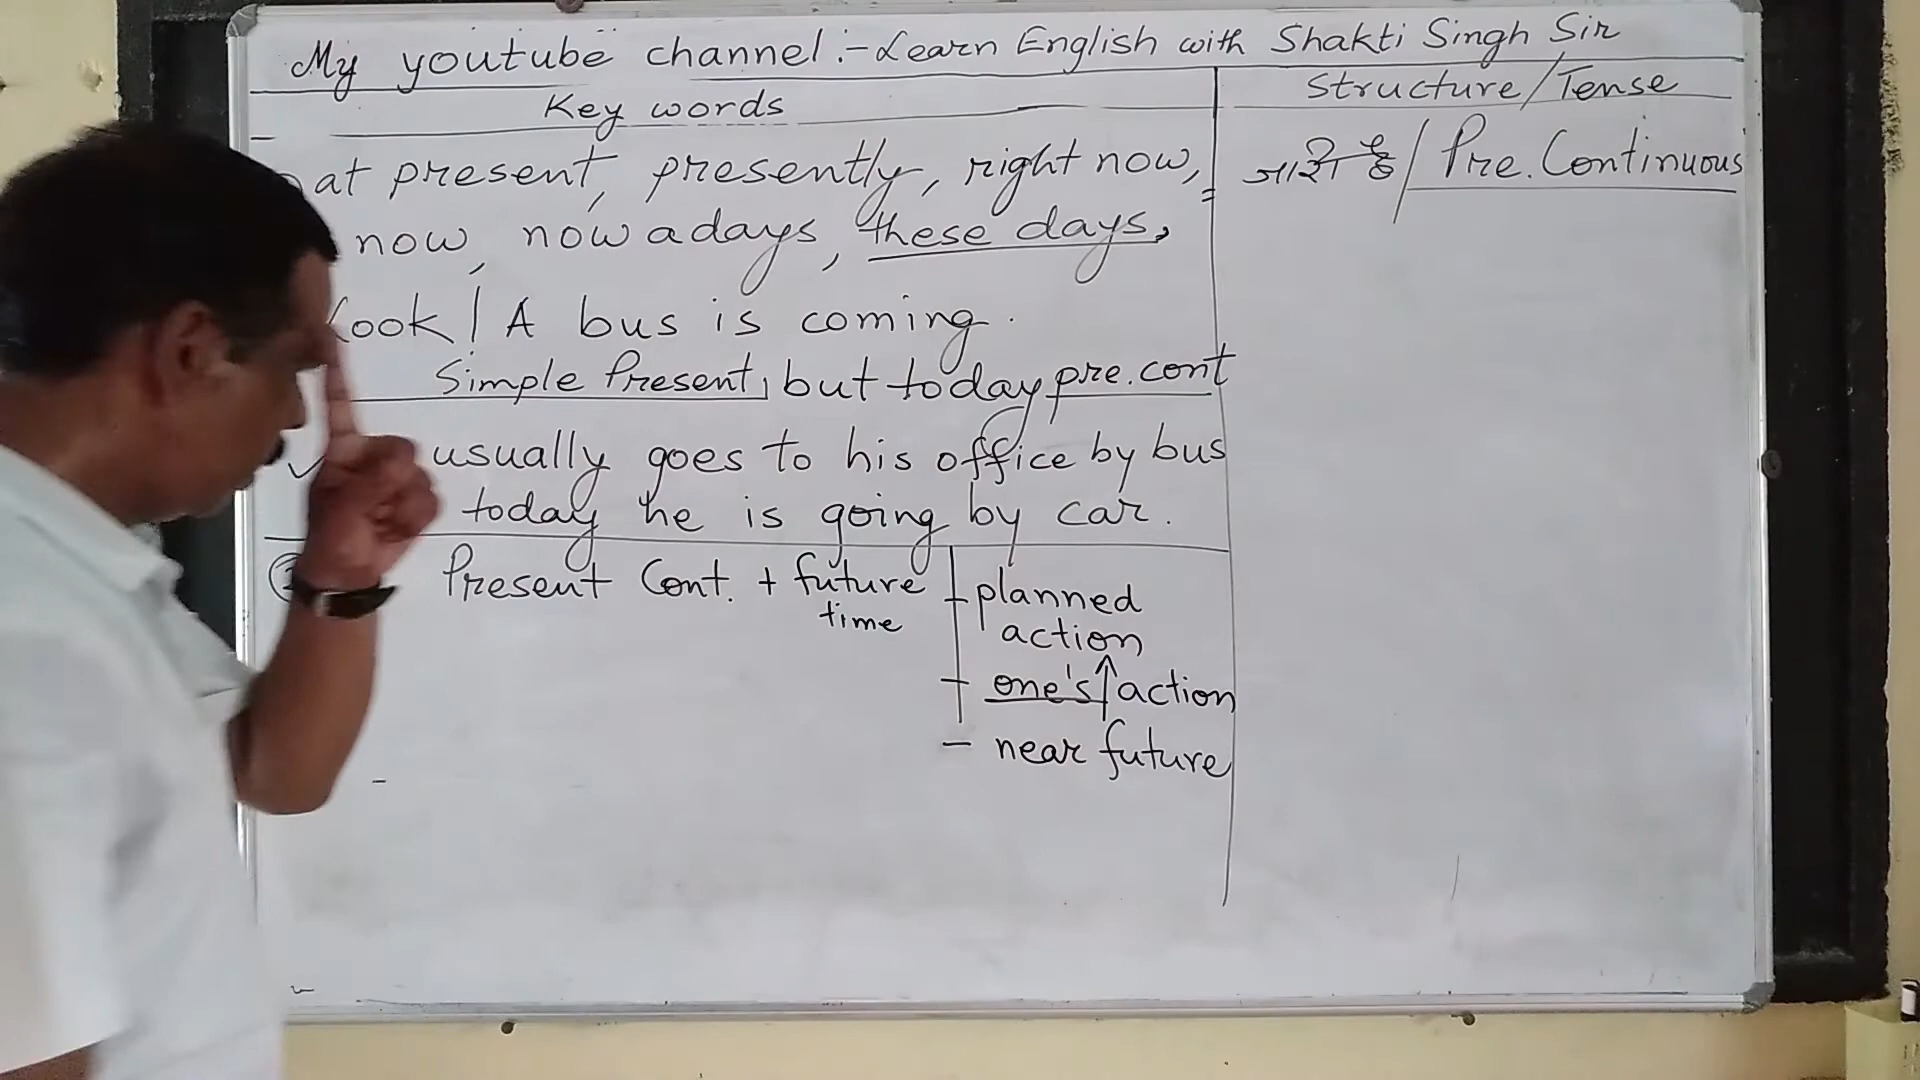 My youtube channel :- Learn English with Shakti Singh Sir
Key words
Structure/Tense
at present, presently, right now, =
now, nowadays, these days,
Look! A bus is coming.
Simple Present, but today pre. cont
usually goes to his office by bus
today he is going by car.
/ Pre. Continuous
Present Cont. + future time
- planned action
- one's action
- near future